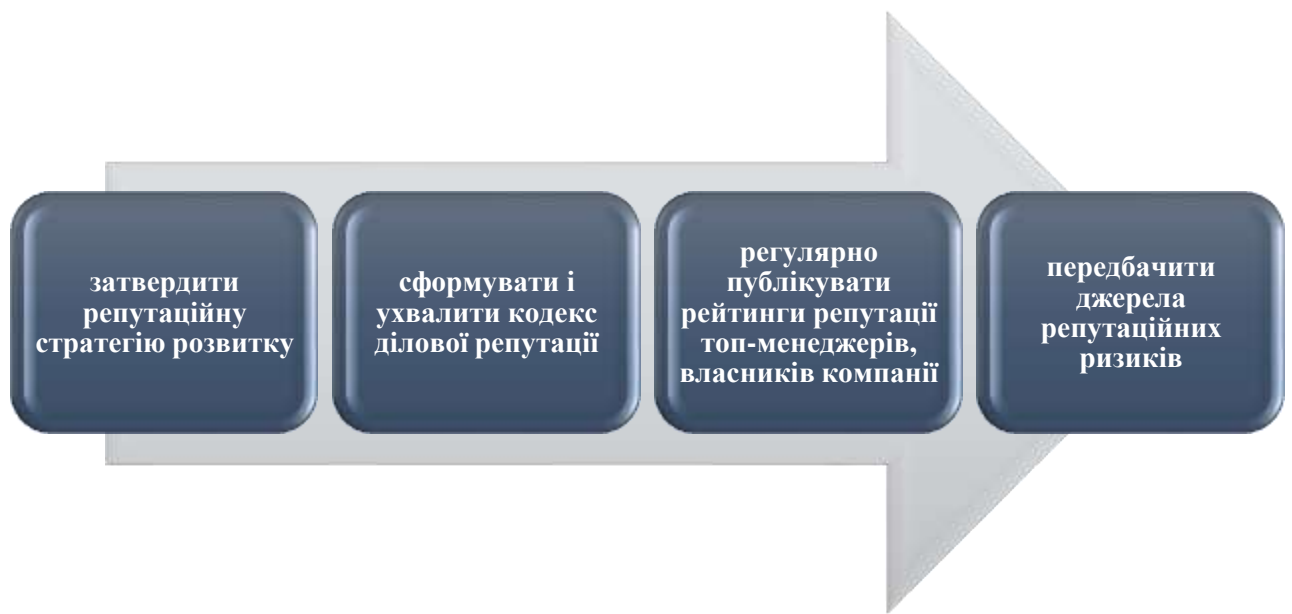 затвердити
репутаційну
стратегію розвитку
сформувати і
ухвалити кодекс
ділової репутації
регулярно
публікувати
рейтинги репутації
топ-менеджерів,
власників компанії
передбачити
джерела
репутаційних
ризиків